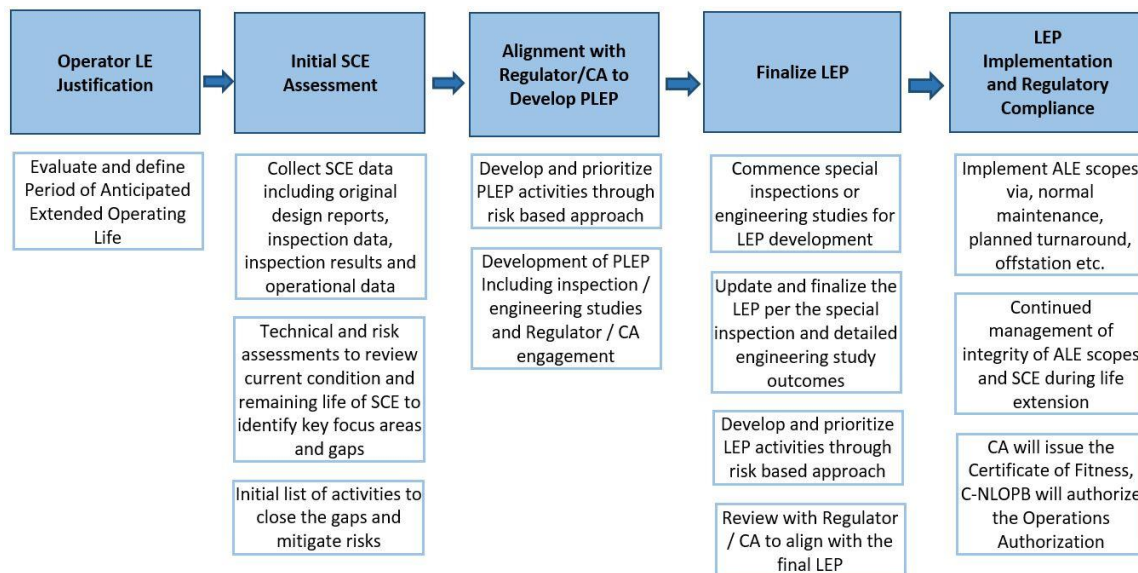 Operator LE
Justification
Initial SCE
Assessment
Alignment with
Regulator/CA to
Develop PLEP
Finalize LEP
LEP
Implementation
and Regulatory
Compliance
Evaluate and define
Period of Anticipated
Extended Operating
Life
Collect SCE data
including original
design reports,
inspection data,
inspection results and
operational data
Technical and risk
assessments to review
current condition and
remaining life of SCE to
identify key focus areas
and gaps
Initial list of activities to
close the gaps and
mitigate risks
Develop and prioritize
PLEP activities through
risk based approach
Development of PLEP
Including inspection /
engineering studies
and Regulator / CA
engagement
Commence special
inspections or
engineering studies for
LEP development
Update and finalize the
LEP per the special
inspection and detailed
engineering study
outcomes
Develop and prioritize
LEP activities through
risk based approach
Review with Regulator
/ CA to align with the
final LEP
Implement ALE scopes
via, normal
maintenance,
planned turnaround,
offstation etc.
Continued
management of
integrity of ALE scopes
and SCE during life
extension
CA will issue the
Certificate of Fitness,
C-NLOPB will authorize
the Operations
Authorization